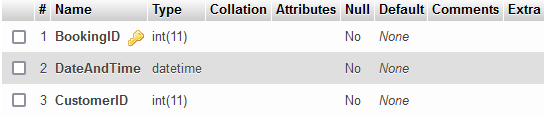 # Name Type Collation Attributes Null Default Comments Extra
1 BookingID int(11) No None
2 DateAndTime datetime No None
3 CustomerID int(11) No None